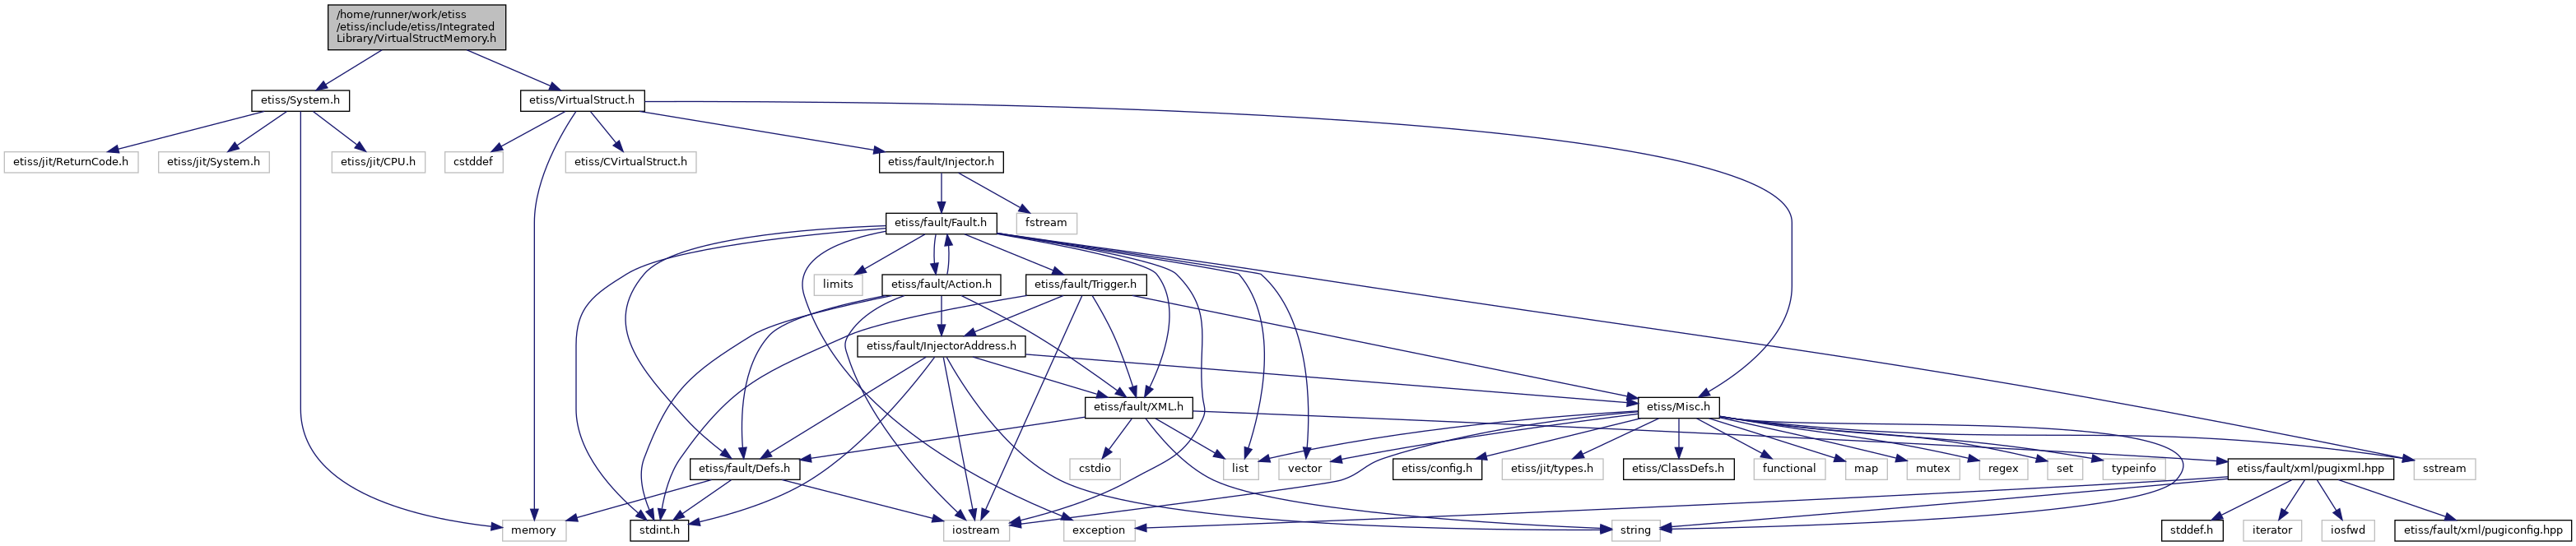 /home/runner/work/etiss
/etiss/include/etiss/Integrated
Library/VirtualStructMemory.h
etiss/System.h
etiss/VirtualStruct.h
etiss/jit/ReturnCode.h
etiss/jit/System.h
etiss/jit/CPU.h
cstddef
etiss/CVirtualStruct.h
etiss/fault/Injector.h
etiss/fault/Fault.h
fstream
limits
etiss/fault/Action.h
etiss/fault/Trigger.h
etiss/fault/InjectorAddress.h
etiss/fault/XML.h
etiss/Misc.h
etiss/fault/Defs.h
cstdio
list
vector
etiss/config.h
etiss/jit/types.h
etiss/ClassDefs.h
functional
map
mutex
regex
set
typeinfo
etiss/fault/xml/pugixml.hpp
sstream
memory
stdint.h
iostream
exception
string
stddef.h
iterator
iosfwd
etiss/fault/xml/pugiconfig.hpp